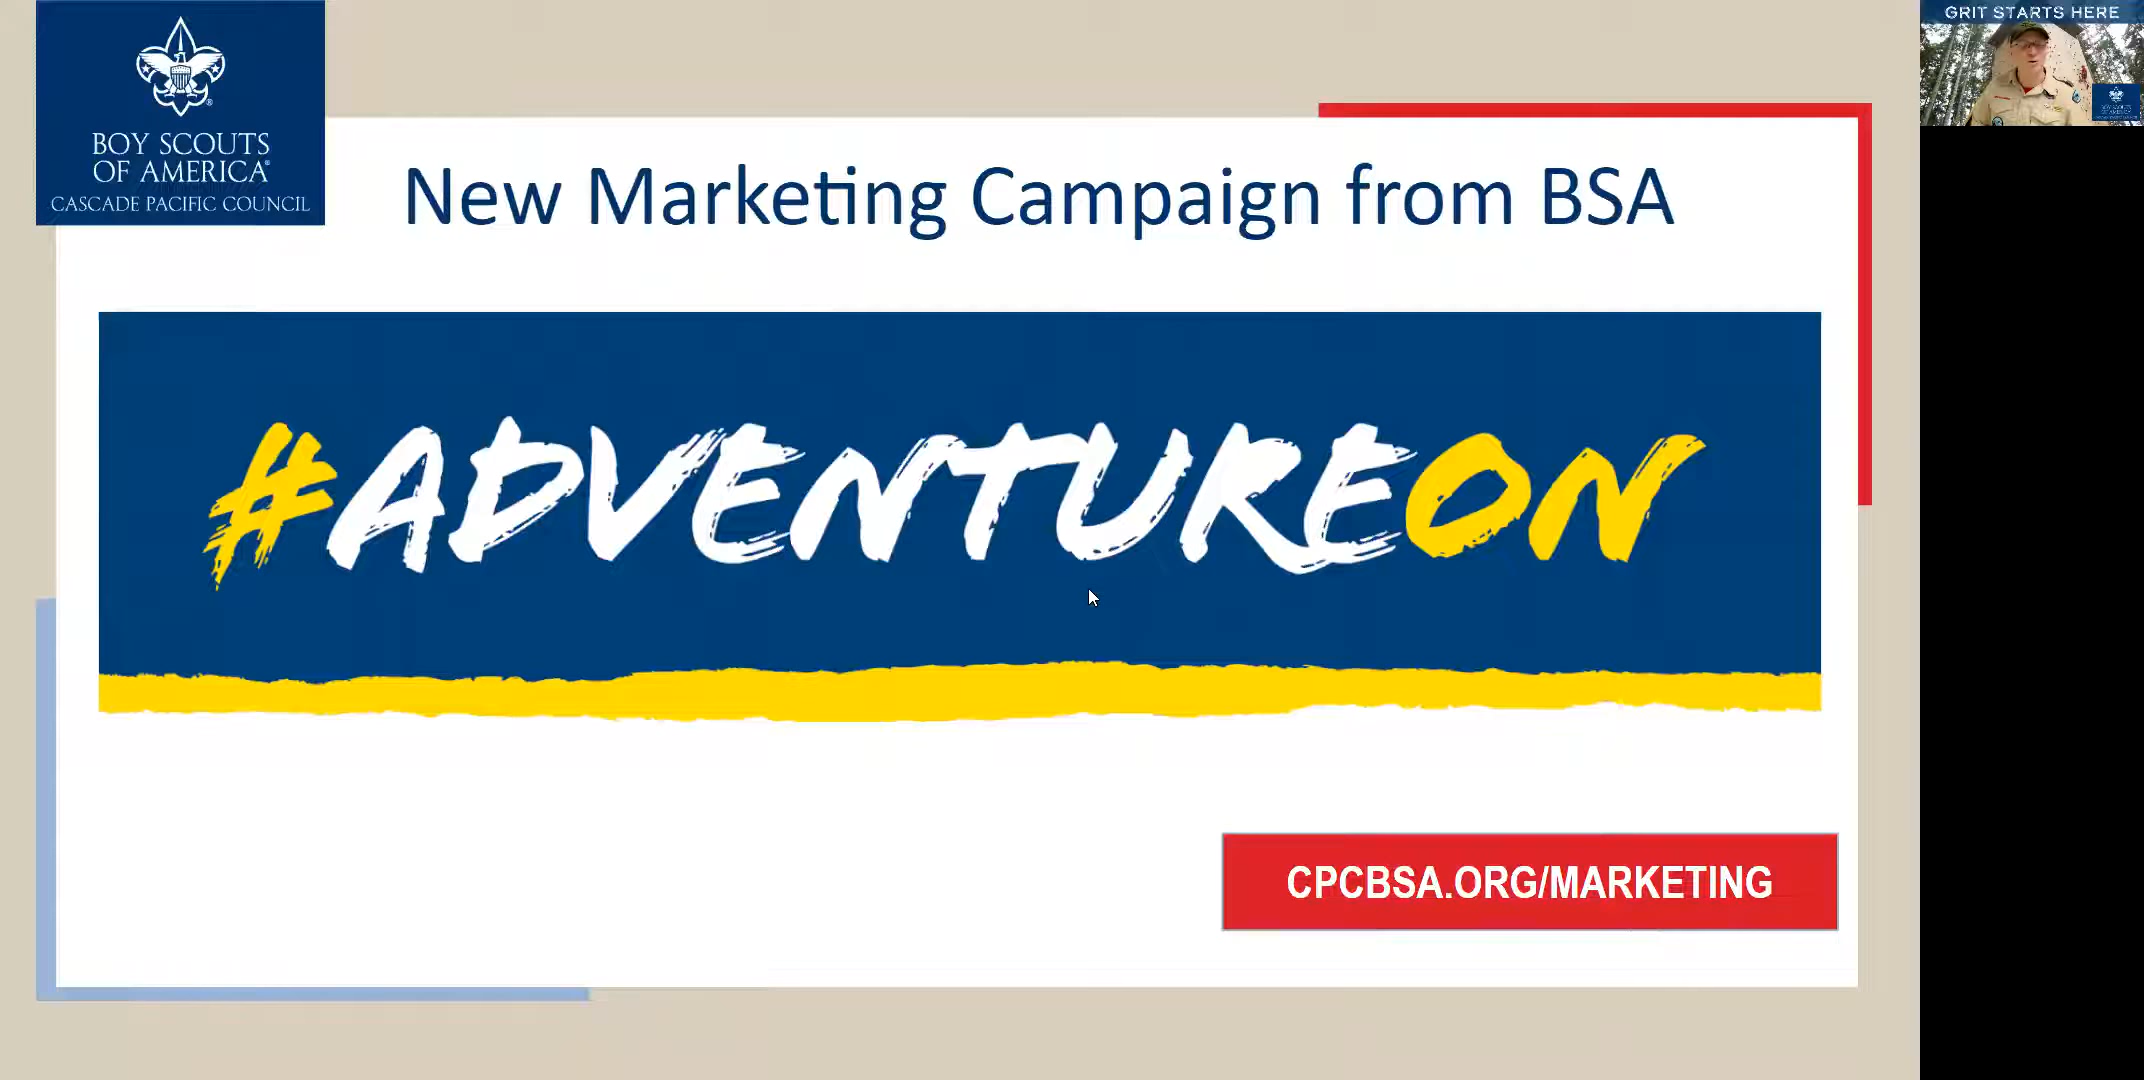 BOY SCOUTS
OF AMERICA®
CASCADE PACIFIC COUNCIL
New Marketing Campaign from BSA
#ADVENTUREON
CPCBSA.ORG/MARKETING
GRIT STARTS HERE